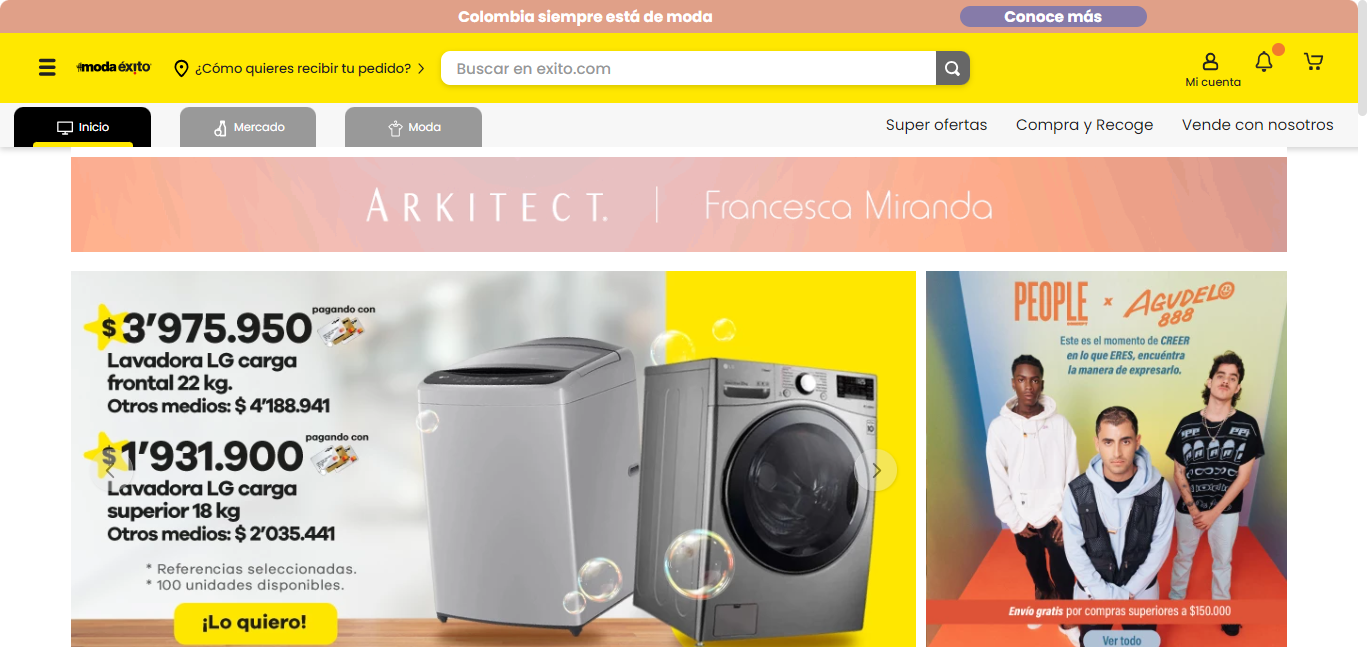 Colombia siempre está de moda
Conoce más
#moda éxito
¿Cómo quieres recibir tu pedido?
Buscar en exito.com
Mi cuenta
Inicio
Mercado
Moda
Super ofertas
Compra y Recoge
Vende con nosotros
ARKITECT. | Francesca Miranda
$3'975.950
pagando con
Lavadora LG carga
frontal 22 kg.
Otros medios: $ 4'188.941
$1'931.900
pagando con
Lavadora LG carga
superior 18 kg
Otros medios: $ 2'035.441
* Referencias seleccionadas.
* 100 unidades disponibles.
¡Lo quiero!
PEOPLE x AGUDELO
888
Este es el momento de CREER
en lo que ERES, encuéntra
la manera de expresarlo.
Envío gratis por compras superiores a $150.000
Ver todo